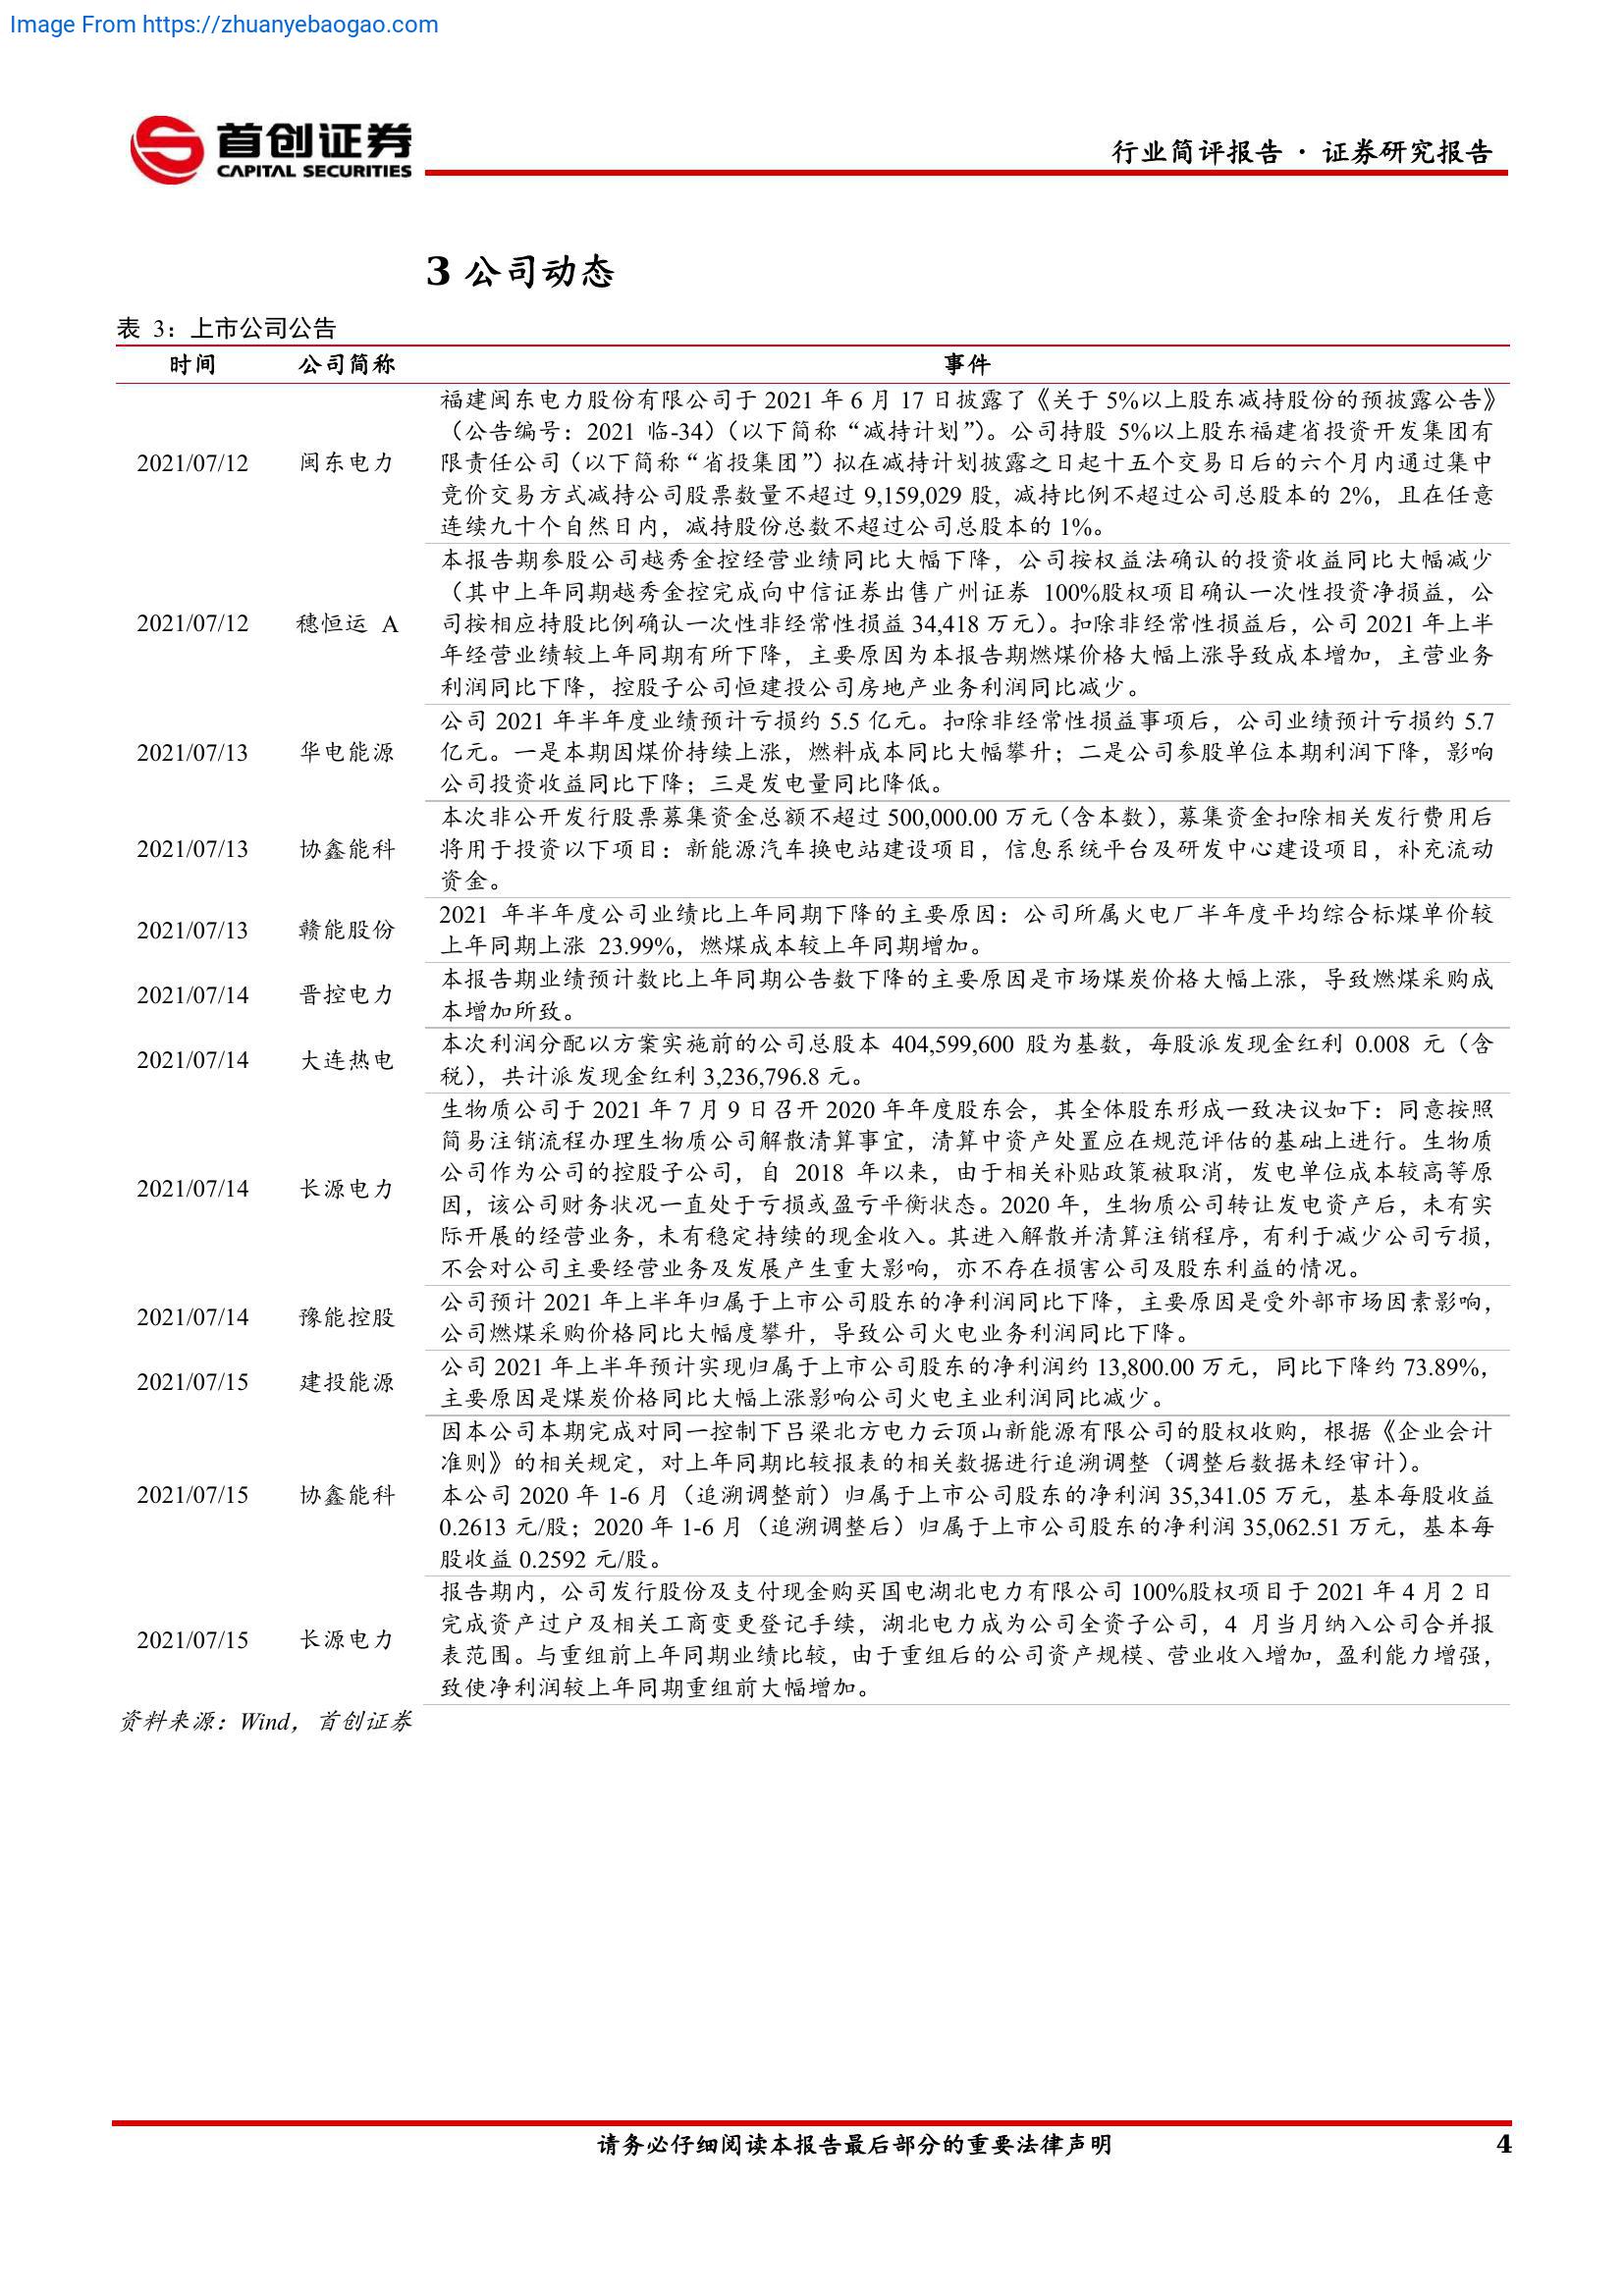 Image From https://zhuanyebaogao.com
首创证券
CAPITAL SECURITIES
行业简评报告·证券研究报告
3 公司动态
表 3：上市公司公告
时间 公司简称 事件
2021/07/12 闽东电力
福建闽东电力股份有限公司于 2021 年 6 月 17 日披露了《关于 5%以上股东减持股份的预披露公告》
（公告编号：2021 临-34）（以下简称“减持计划”）。公司持股 5%以上股东福建省投资开发集团有
限责任公司（以下简称“省投集团”）拟在减持计划披露之日起十五个交易日后的六个月内通过集中
竞价交易方式减持公司股票数量不超过 9,159,029 股, 减持比例不超过公司总股本的 2%，且在任意
连续九十个自然日内，减持股份总数不超过公司总股本的 1%。
2021/07/12 穗恒运 A
本报告期参股公司越秀金控经营业绩同比大幅下降，公司按权益法确认的投资收益同比大幅减少
（其中上年同期越秀金控完成向中信证券出售广州证券 100%股权项目确认一次性投资净损益，公
司按相应持股比例确认一次性非经常性损益 34,418 万元）。扣除非经常性损益后，公司 2021 年上半
年经营业绩较上年同期有所下降，主要原因为本报告期燃煤价格大幅上涨导致成本增加，主营业务
利润同比下降，控股子公司恒建投公司房地产业务利润同比减少。
2021/07/13 华电能源
公司 2021 年半年度业绩预计亏损约 5.5 亿元。扣除非经常性损益事项后，公司业绩预计亏损约 5.7
亿元。一是本期因煤价持续上涨，燃料成本同比大幅攀升；二是公司参股单位本期利润下降，影响
公司投资收益同比下降；三是发电量同比降低。
2021/07/13 协鑫能科
本次非公开发行股票募集资金总额不超过 500,000.00 万元（含本数），募集资金扣除相关发行费用后
将用于投资以下项目：新能源汽车换电站建设项目，信息系统平台及研发中心建设项目，补充流动
资金。
2021/07/13 赣能股份
2021 年半年度公司业绩比上年同期下降的主要原因：公司所属火电厂半年度平均综合标煤单价较
上年同期上涨 23.99%，燃煤成本较上年同期增加。
2021/07/14 晋控电力
本报告期业绩预计数比上年同期公告数下降的主要原因是市场煤炭价格大幅上涨，导致燃煤采购成
本增加所致。
2021/07/14 大连热电
本次利润分配以方案实施前的公司总股本 404,599,600 股为基数，每股派发现金红利 0.008 元（含
税），共计派发现金红利 3,236,796.8 元。
2021/07/14 长源电力
生物质公司于 2021 年 7 月 9 日召开 2020 年年度股东会，其全体股东形成一致决议如下：同意按照
简易注销流程办理生物质公司解散清算事宜，清算中资产处置应在规范评估的基础上进行。生物质
公司作为公司的控股子公司，自 2018 年以来，由于相关补贴政策被取消，发电单位成本较高等原
因，该公司财务状况一直处于亏损或盈亏平衡状态。2020 年，生物质公司转让发电资产后，未有实
际开展的经营业务，未有稳定持续的现金收入。其进入解散并清算注销程序，有利于减少公司亏损，
不会对公司主要经营业务及发展产生重大影响，亦不存在损害公司及股东利益的情况。
2021/07/14 豫能控股
公司预计 2021 年上半年归属于上市公司股东的净利润同比下降，主要原因是受外部市场因素影响，
公司燃煤采购价格同比大幅度攀升，导致公司火电业务利润同比下降。
2021/07/15 建投能源
公司 2021 年上半年预计实现归属于上市公司股东的净利润约 13,800.00 万元，同比下降约 73.89%，
主要原因是煤炭价格同比大幅上涨影响公司火电主业利润同比减少。
2021/07/15 协鑫能科
因本公司本期完成对同一控制下吕梁北方电力云顶山新能源有限公司的股权收购，根据《企业会计
准则》的相关规定，对上年同期比较报表的相关数据进行追溯调整（调整后数据未经审计）。
本公司 2020 年 1-6 月（追溯调整前）归属于上市公司股东的净利润 35,341.05 万元，基本每股收益
0.2613 元/股；2020 年 1-6 月（追溯调整后）归属于上市公司股东的净利润 35,062.51 万元，基本每
股收益 0.2592 元/股。
2021/07/15 长源电力
报告期内，公司发行股份及支付现金购买国电湖北电力有限公司 100%股权项目于 2021 年 4 月 2 日
完成资产过户及相关工商变更登记手续，湖北电力成为公司全资子公司，4 月当月纳入公司合并报
表范围。与重组前上年同期业绩比较，由于重组后的公司资产规模、营业收入增加，盈利能力增强，
致使净利润较上年同期重组前大幅增加。
资料来源：Wind，首创证券
请务必仔细阅读本报告最后部分的重要法律声明 4